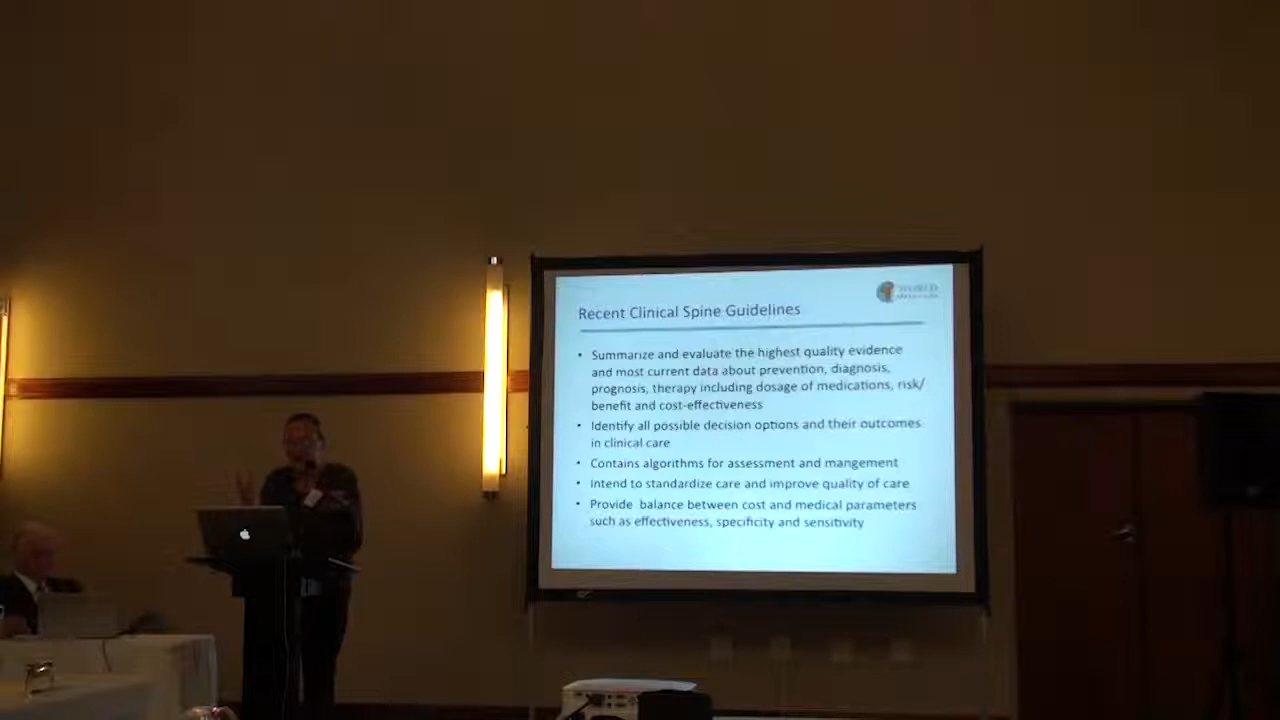 WORLD
Recent Clinical Spine Guidelines
• Summarize and evaluate the highest quality evidence
and most current data about prevention, diagnosis,
prognosis, therapy including dosage of medications, risk/
benefit and cost-effectiveness
• Identify all possible decision options and their outcomes
in clinical care
• Contains algorithms for assessment and mangement
• Intend to standardize care and improve quality of care
• Provide balance between cost and medical parameters
such as effectiveness, specificity and sensitivity